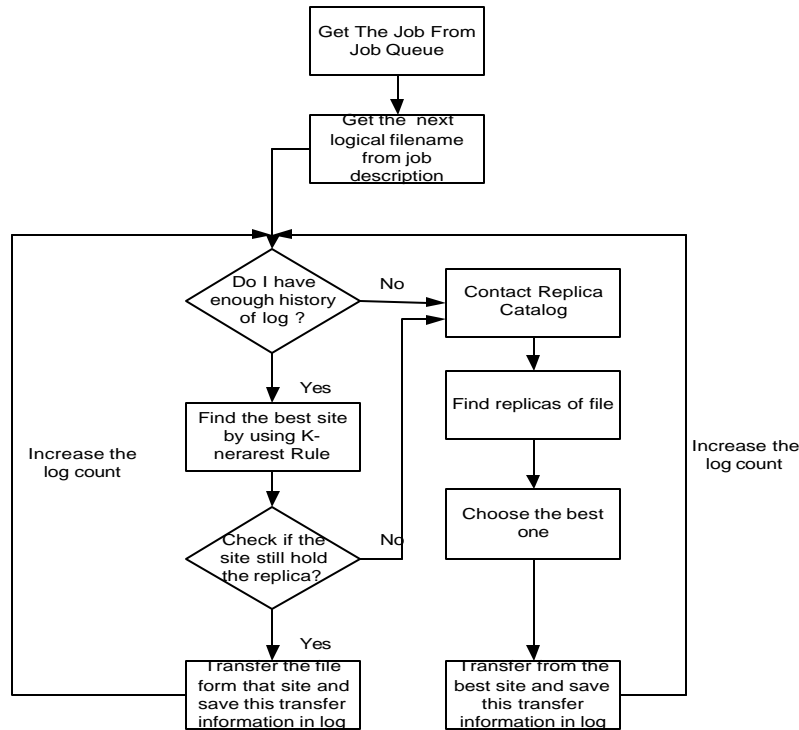 Get The Job From
Job Queue
Get the next
logical filename
from job
description
Do I have
enough history
of log ?
No
Contact Replica
Catalog
Yes
Find the best site
by using K-
nerarest Rule
Find replicas of file
Increase the
log count
Increase the
log count
Check if the
site still hold
the replica?
No
Choose the best
one
Yes
Transfer the file
form that site and
save this transfer
information in log
Transfer from the
best site and save
this transfer
information in log